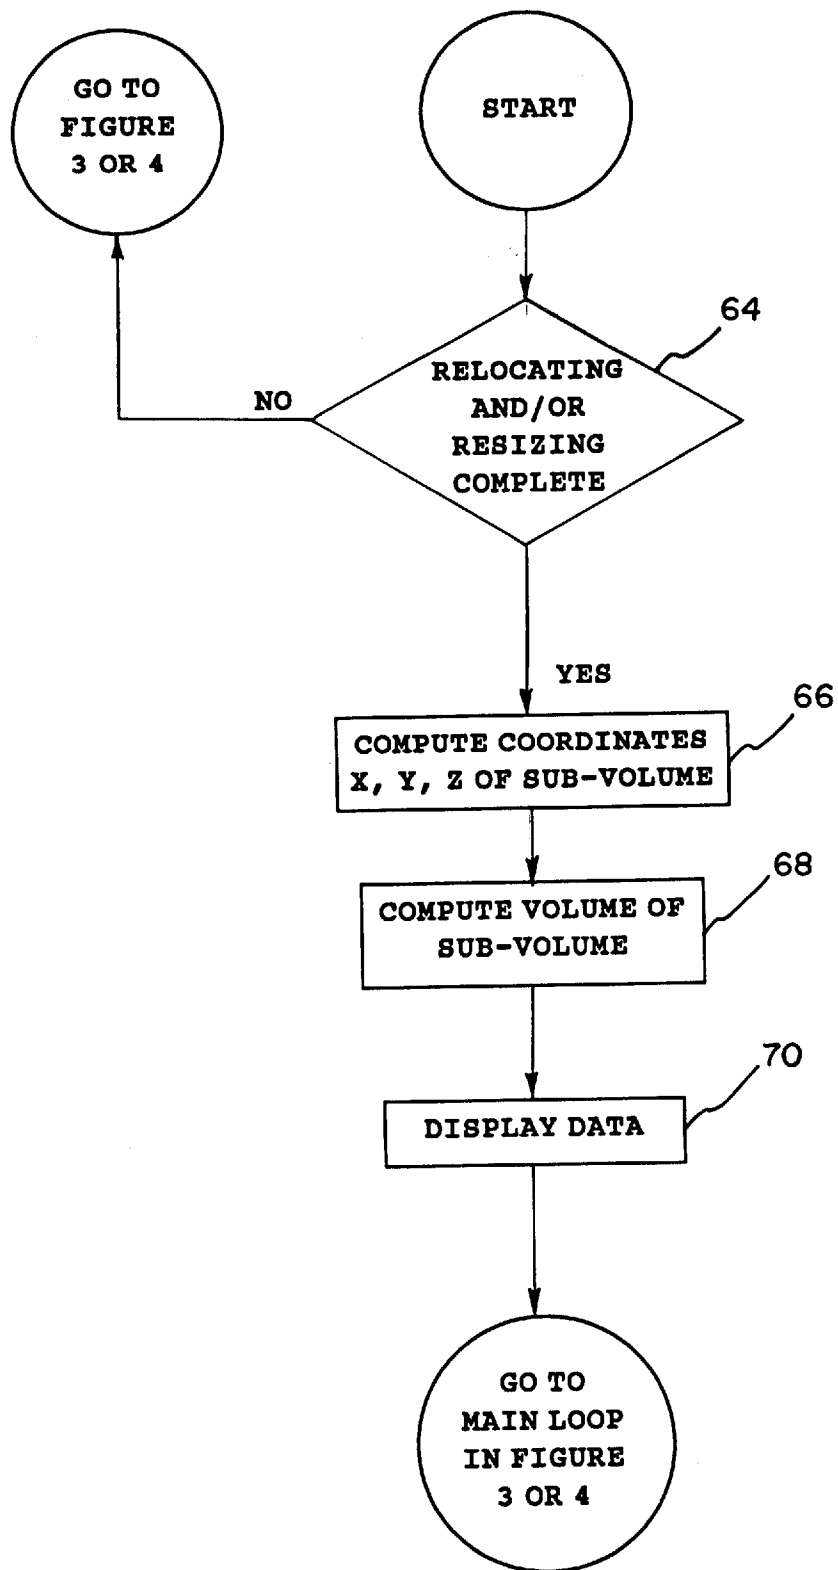 GO TO
FIGURE
3 OR 4
START
64
RELOCATING
AND/OR
RESIZING
COMPLETE
NO
YES
66
COMPUTE COORDINATES
X, Y, Z OF SUB-VOLUME
68
COMPUTE VOLUME OF
SUB-VOLUME
70
DISPLAY DATA
GO TO
MAIN LOOP
IN FIGURE
3 OR 4